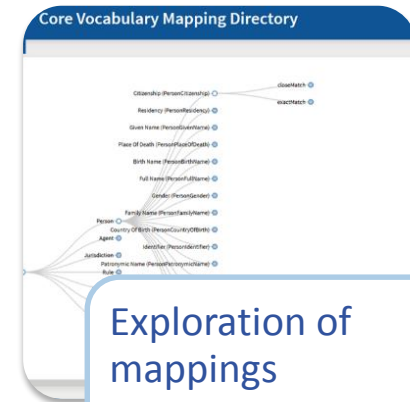 Core Vocabulary Mapping Directory
closeMatch
Citizenship (PersonCitizenship)
exactMatch
Residency (PersonResidency)
Given Name (PersonGivenName)
Place Of Death (PersonPlaceOfDeath)
Birth Name (PersonBirthName)
Full Name (PersonFullName)
Gender (PersonGender)
Family Name (PersonFamilyName)
Person
Country Of Birth (PersonCountryOfBirth)
Agent
Identifier (PersonIdentifier)
Jurisdiction
Patronymic Name (PersonPatronymicName)
Rule
Exploration of
mappings